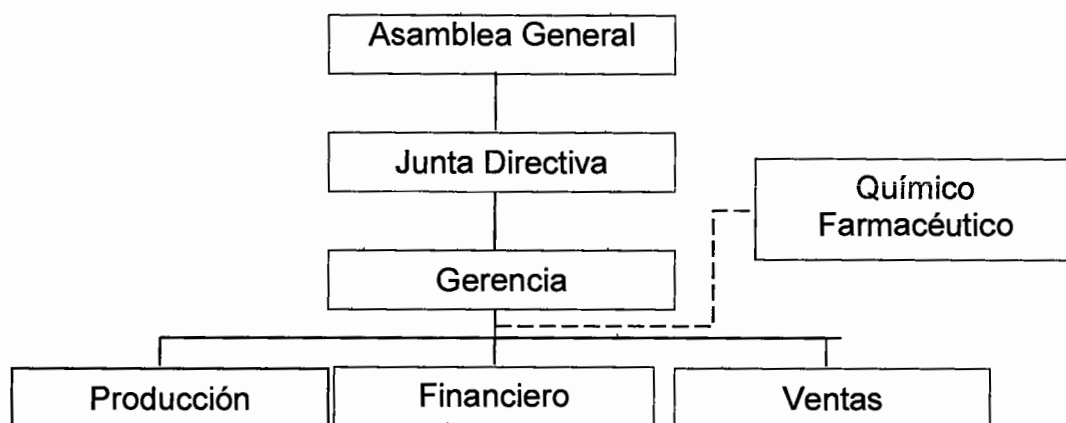 Asamblea General
Junta Directiva
Químico
Farmacéutico
Gerencia
Producción
Financiero
Ventas